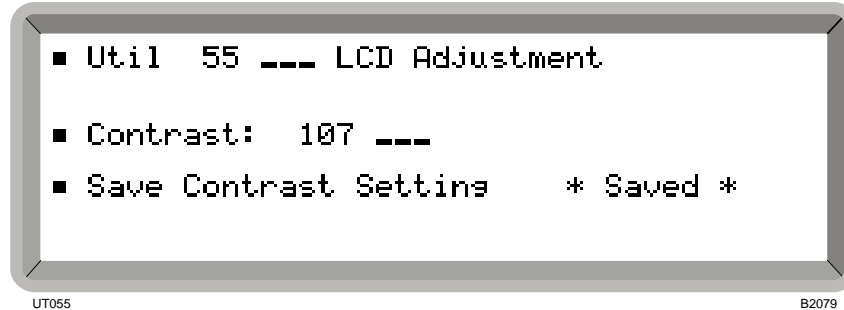 ■ Util 55 ___ LCD Adjustment
■ Contrast: 107 ___
■ Save Contrast Setting * Saved *
UT055 B2079